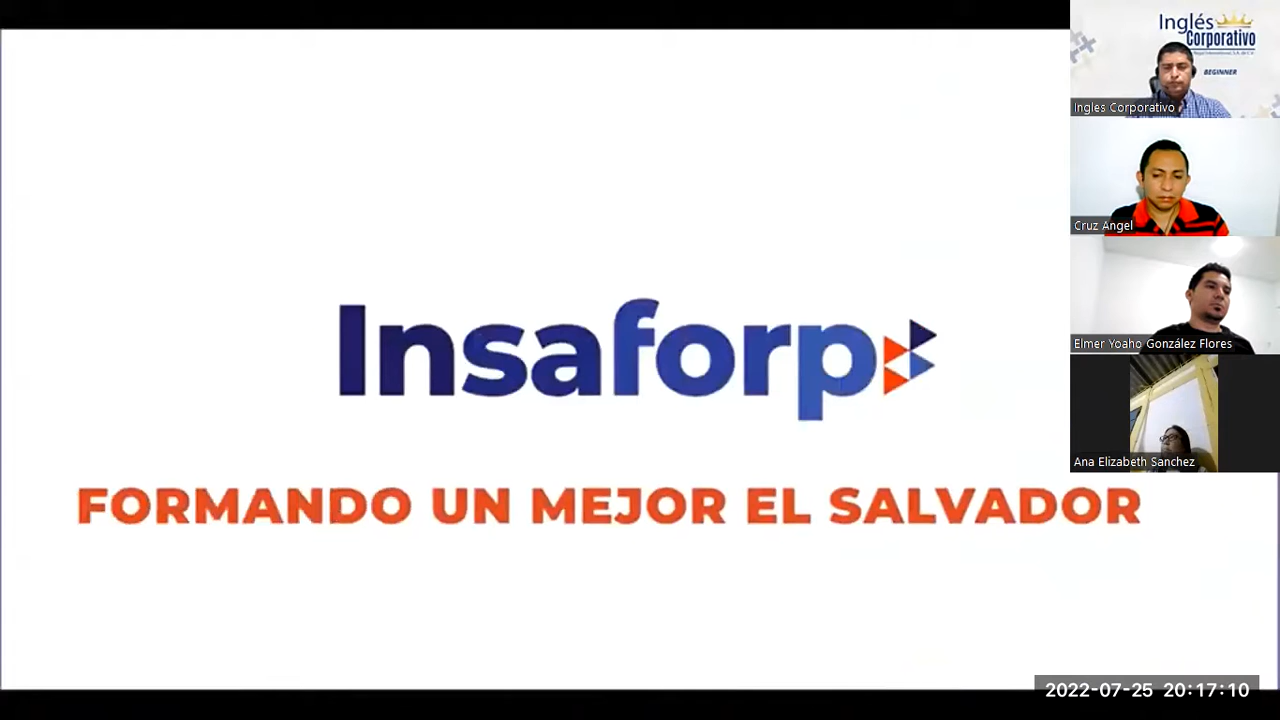 Insaforp
FORMANDO UN MEJOR EL SALVADOR
Inglés
Corporativo
BEGINNER
Ingles Corporativo
Cruz Angel
Elmer Yoaho González Flores
Ana Elizabeth Sanchez
2022-07-25 20:17:10